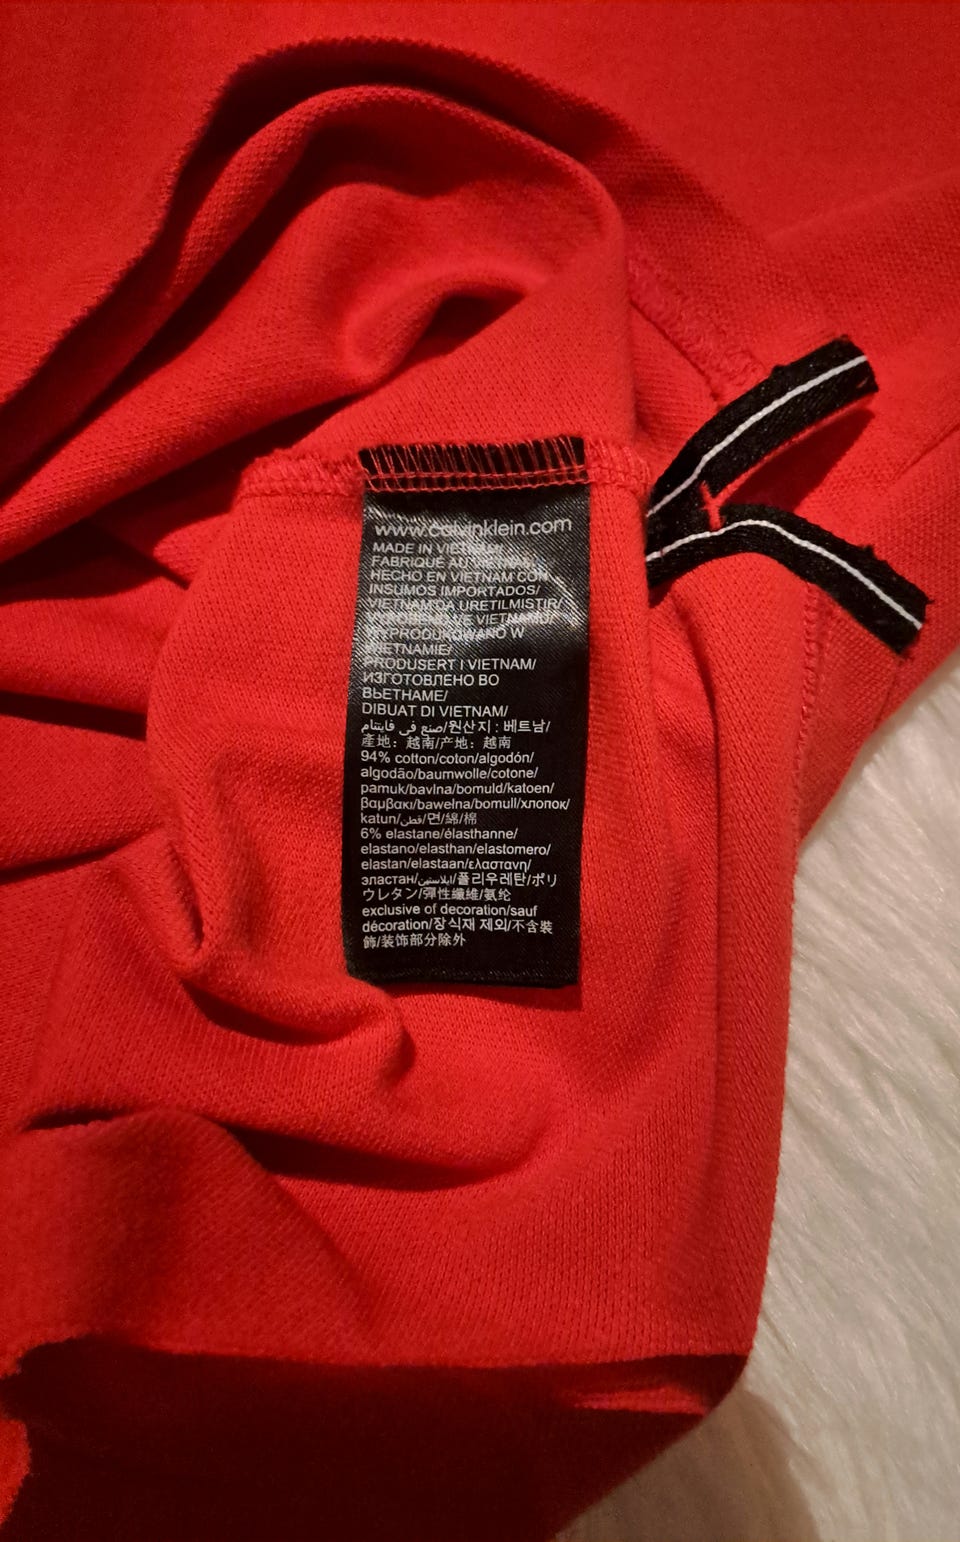 www.calvinklein.com
MADE IN VIETNAM/
FABRIQUÉ AU VIETNAM/
HECHO EN VIETNAM CON
INSUMOS IMPORTADOS/
VIETNAM'DA URETILMISTIR/
VYROBENO VE VIETNAMU/
WYPRODUKOWANO W
WIETNAMIE/
PRODUSERT I VIETNAM/
ИЗГОТОВЛЕНО ВО
ВЬЕТНАМЕ/
DIBUAT DI VIETNAM/
صنع في فايتنام/원산지 : 베트남/
產地：越南/产地：越南
94% cotton/coton/algodón/
algodão/baumwolle/cotone/
pamuk/bavlna/bomuld/katoen/
βαμβακι/bawełna/bomull/хлопок/
katun/قطن/면/綿/棉
6% elastane/élasthanne/
elastano/elasthan/elastomero/
elastan/elastaan/ελαστανη/
эластан/ايلاستين/폴리우레탄/ポリ
ウレタン/彈性纖維/氨纶
exclusive of decoration/sauf
décoration/장식재 제외/不含裝
飾/装饰部分除外